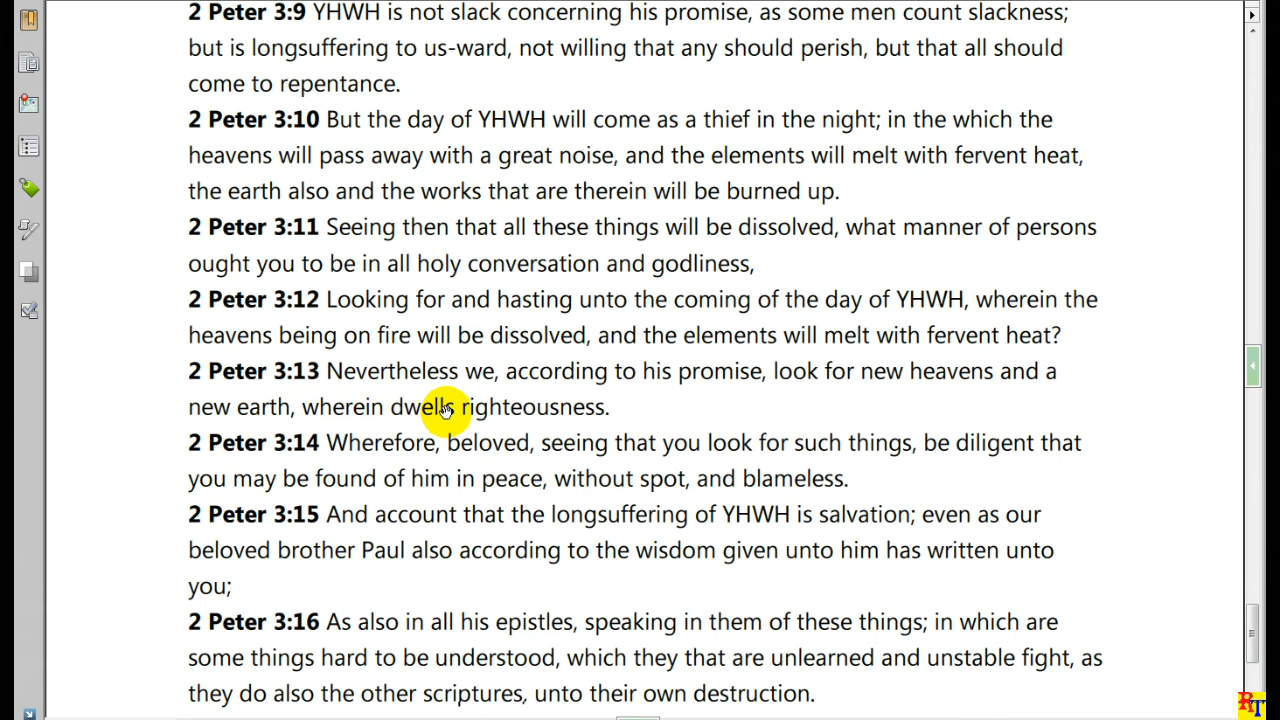 2 Peter 3:9 YHWH is not slack concerning his promise, as some men count slackness;
but is longsuffering to us-ward, not willing that any should perish, but that all should
come to repentance.
2 Peter 3:10 But the day of YHWH will come as a thief in the night; in the which the
heavens will pass away with a great noise, and the elements will melt with fervent heat,
the earth also and the works that are therein will be burned up.
2 Peter 3:11 Seeing then that all these things will be dissolved, what manner of persons
ought you to be in all holy conversation and godliness,
2 Peter 3:12 Looking for and hasting unto the coming of the day of YHWH, wherein the
heavens being on fire will be dissolved, and the elements will melt with fervent heat?
2 Peter 3:13 Nevertheless we, according to his promise, look for new heavens and a
new earth, wherein dwells righteousness.
2 Peter 3:14 Wherefore, beloved, seeing that you look for such things, be diligent that
you may be found of him in peace, without spot, and blameless.
2 Peter 3:15 And account that the longsuffering of YHWH is salvation; even as our
beloved brother Paul also according to the wisdom given unto him has written unto
you;
2 Peter 3:16 As also in all his epistles, speaking in them of these things; in which are
some things hard to be understood, which they that are unlearned and unstable fight, as
they do also the other scriptures, unto their own destruction.
RT